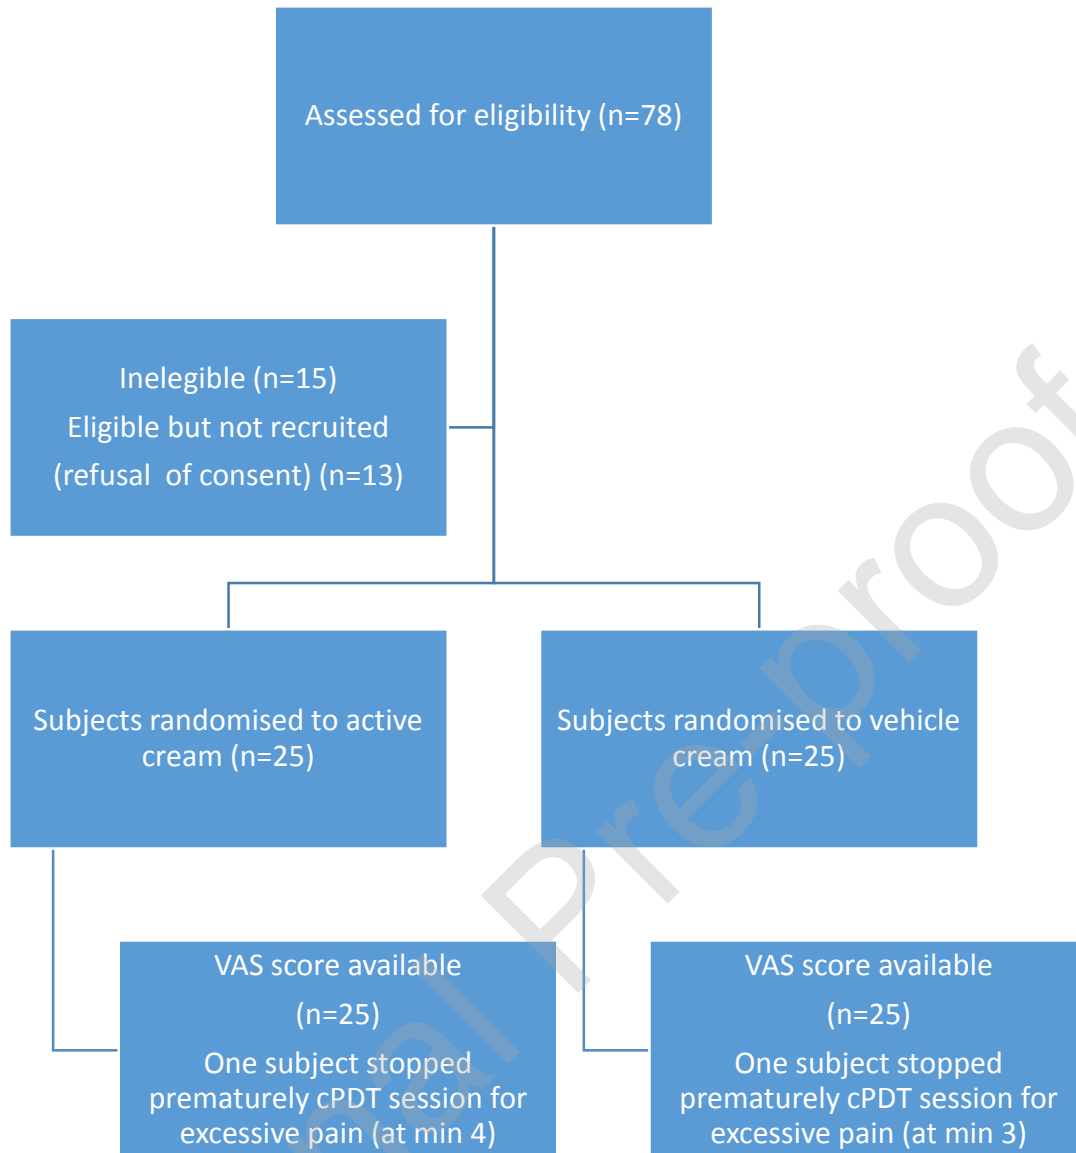 Assessed for eligibility (n=78)
Inelegible (n=15)
Eligible but not recruited
(refusal of consent) (n=13)
Subjects randomised to active
cream (n=25)
Subjects randomised to vehicle
cream (n=25)
VAS score available
(n=25)
One subject stopped
prematurely cPDT session for
excessive pain (at min 4)
VAS score available
(n=25)
One subject stopped
prematurely cPDT session for
excessive pain (at min 3)
nal Pre-proof